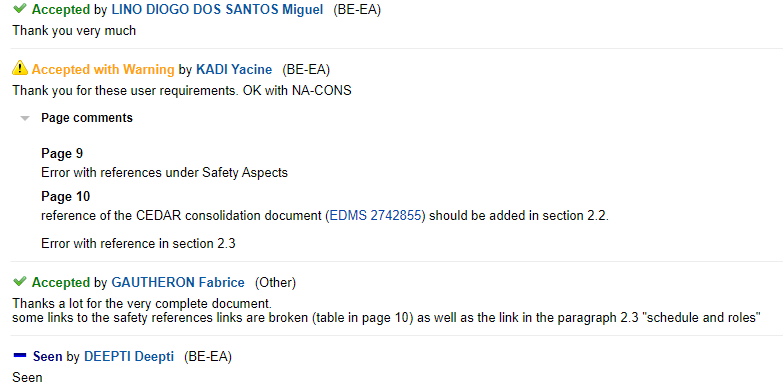 Accepted by LINO DIOGO DOS SANTOS Miguel (BE-EA)
Thank you very much
Accepted with Warning by KADI Yacine (BE-EA)
Thank you for these user requirements. OK with NA-CONS
Page comments
Page 9
Error with references under Safety Aspects
Page 10
reference of the CEDAR consolidation document (EDMS 2742855) should be added in section 2.2.
Error with reference in section 2.3
Accepted by GAUTHERON Fabrice (Other)
Thanks a lot for the very complete document.
some links to the safety references links are broken (table in page 10) as well as the link in the paragraph 2.3 "schedule and roles"
Seen by DEEPTI Deepti (BE-EA)
Seen